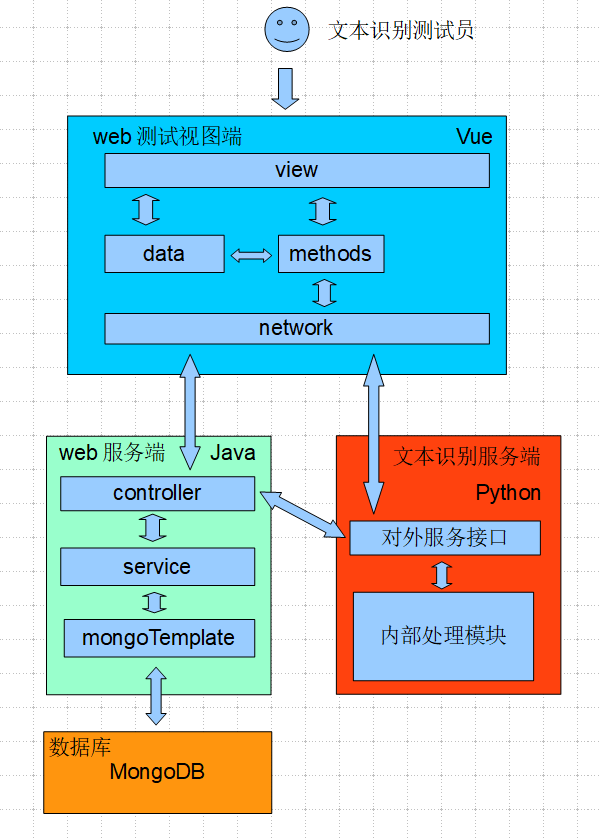 文本识别测试员
web 测试视图端 Vue
view
data
methods
network
web 服务端 Java
controller
service
mongoTemplate
文本识别服务端
Python
对外服务接口
内部处理模块
数据库
MongoDB